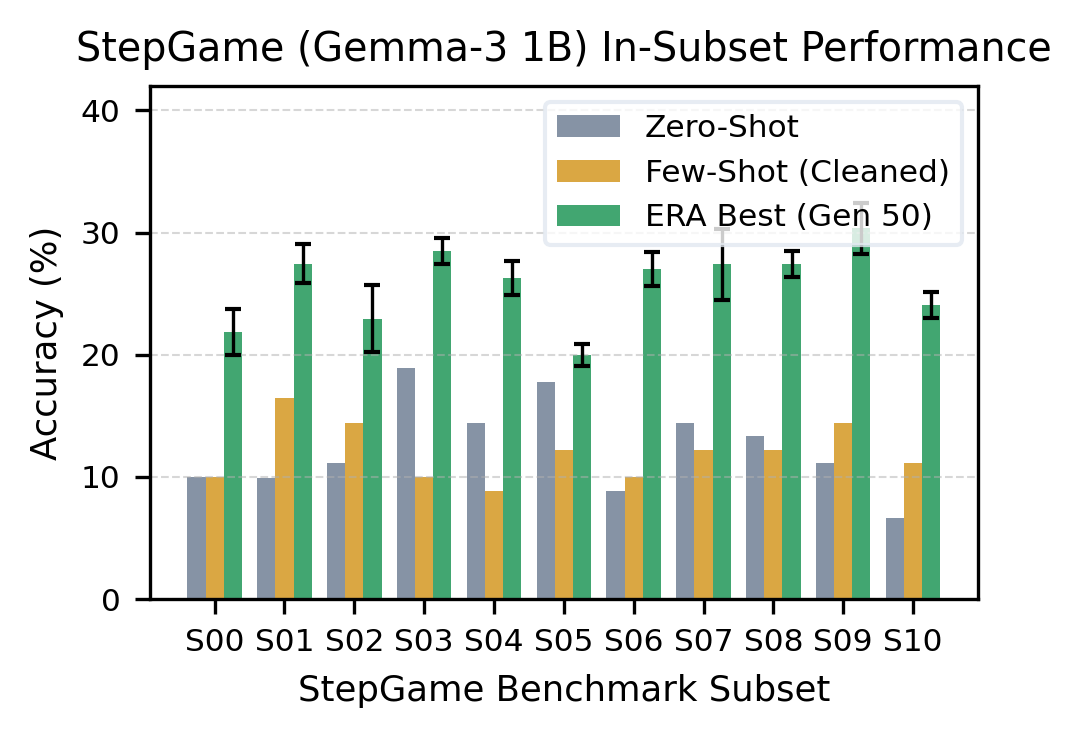 StepGame (Gemma-3 1B) In-Subset Performance
40
30
20
10
0
Accuracy (%)
Zero-Shot
Few-Shot (Cleaned)
ERA Best (Gen 50)
S00 S01 S02 S03 S04 S05 S06 S07 S08 S09 S10
StepGame Benchmark Subset